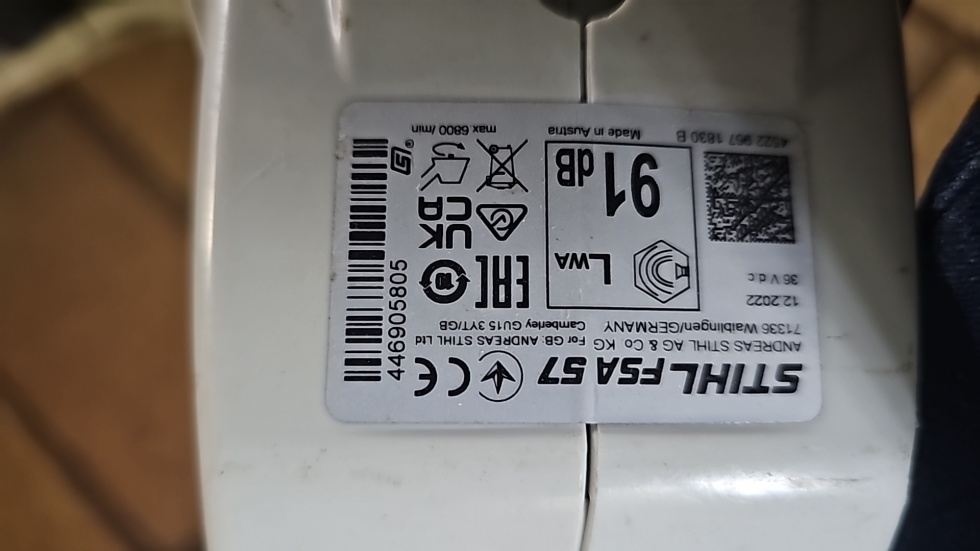 STIHL FSA 57
ANDREAS STIHL AG & Co KG
71336 Waiblingen/GERMANY
12.2022
36 V d.c
For GB: ANDREAS STIHL Ltd
Camberley GU15 3YT/GB
CE
EAC
UK
CA
LWA
91 dB
4522 967 1830 B
Made in Austria
max 6800 /min
G®
446905805